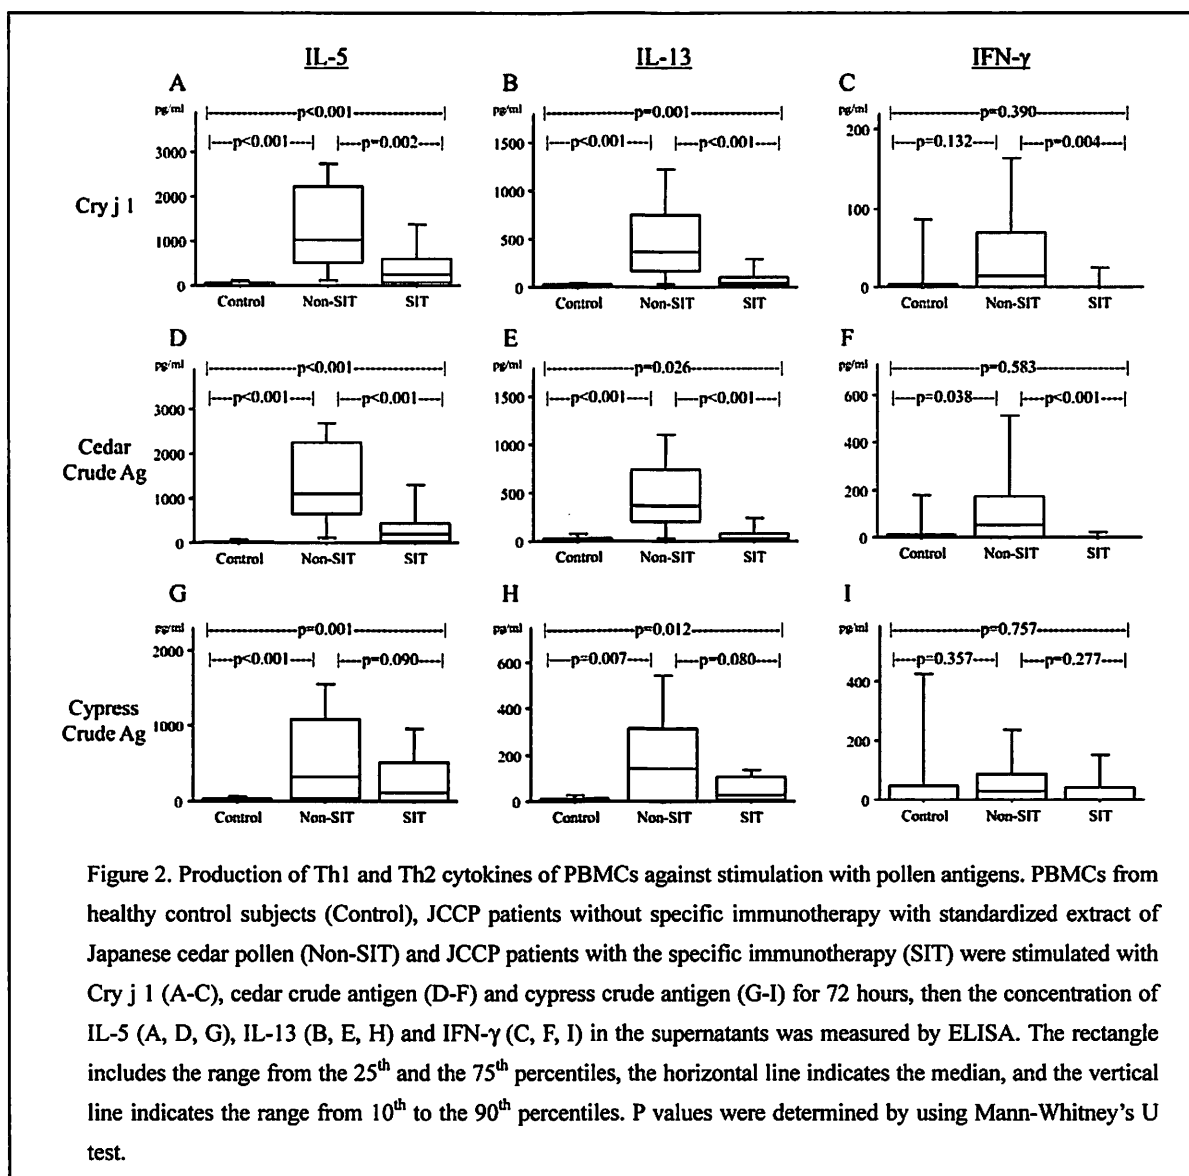 IL-5 IL-13 IFN-γ
A B C
pg/ml pg/ml pg/ml
|----------p<0.001----------| |----------p=0.001----------| |----------p=0.390----------|
|----p<0.001----| |----p=0.002----| |----p<0.001----| |----p<0.001----| |----p=0.132----| |----p=0.004----|
3000 2000 1000 0
1500 1000 500 0
200 100 0
Cry j 1
Control Non-SIT SIT Control Non-SIT SIT Control Non-SIT SIT
D E F
pg/ml pg/ml pg/ml
|----------p<0.001----------| |----------p=0.026----------| |----------p=0.583----------|
|----p<0.001----| |----p<0.001----| |----p<0.001----| |----p<0.001----| |----p=0.038----| |----p<0.001----|
3000 2000 1000 0
1500 1000 500 0
600 400 200 0
Cedar
Crude Ag
Control Non-SIT SIT Control Non-SIT SIT Control Non-SIT SIT
G H I
pg/ml pg/ml pg/ml
|----------p=0.001----------| |----------p=0.012----------| |----------p=0.757----------|
|----p<0.001----| |----p=0.090----| |----p=0.007----| |----p=0.080----| |----p=0.357----| |----p=0.277----|
2000 1000 0
600 400 200 0
400 200 0
Cypress
Crude Ag
Control Non-SIT SIT Control Non-SIT SIT Control Non-SIT SIT
Figure 2. Production of Th1 and Th2 cytokines of PBMCs against stimulation with pollen antigens. PBMCs from
healthy control subjects (Control), JCCP patients without specific immunotherapy with standardized extract of
Japanese cedar pollen (Non-SIT) and JCCP patients with the specific immunotherapy (SIT) were stimulated with
Cry j 1 (A-C), cedar crude antigen (D-F) and cypress crude antigen (G-I) for 72 hours, then the concentration of
IL-5 (A, D, G), IL-13 (B, E, H) and IFN-γ (C, F, I) in the supernatants was measured by ELISA. The rectangle
includes the range from the 25th and the 75th percentiles, the horizontal line indicates the median, and the vertical
line indicates the range from 10th to the 90th percentiles. P values were determined by using Mann-Whitney's U
test.